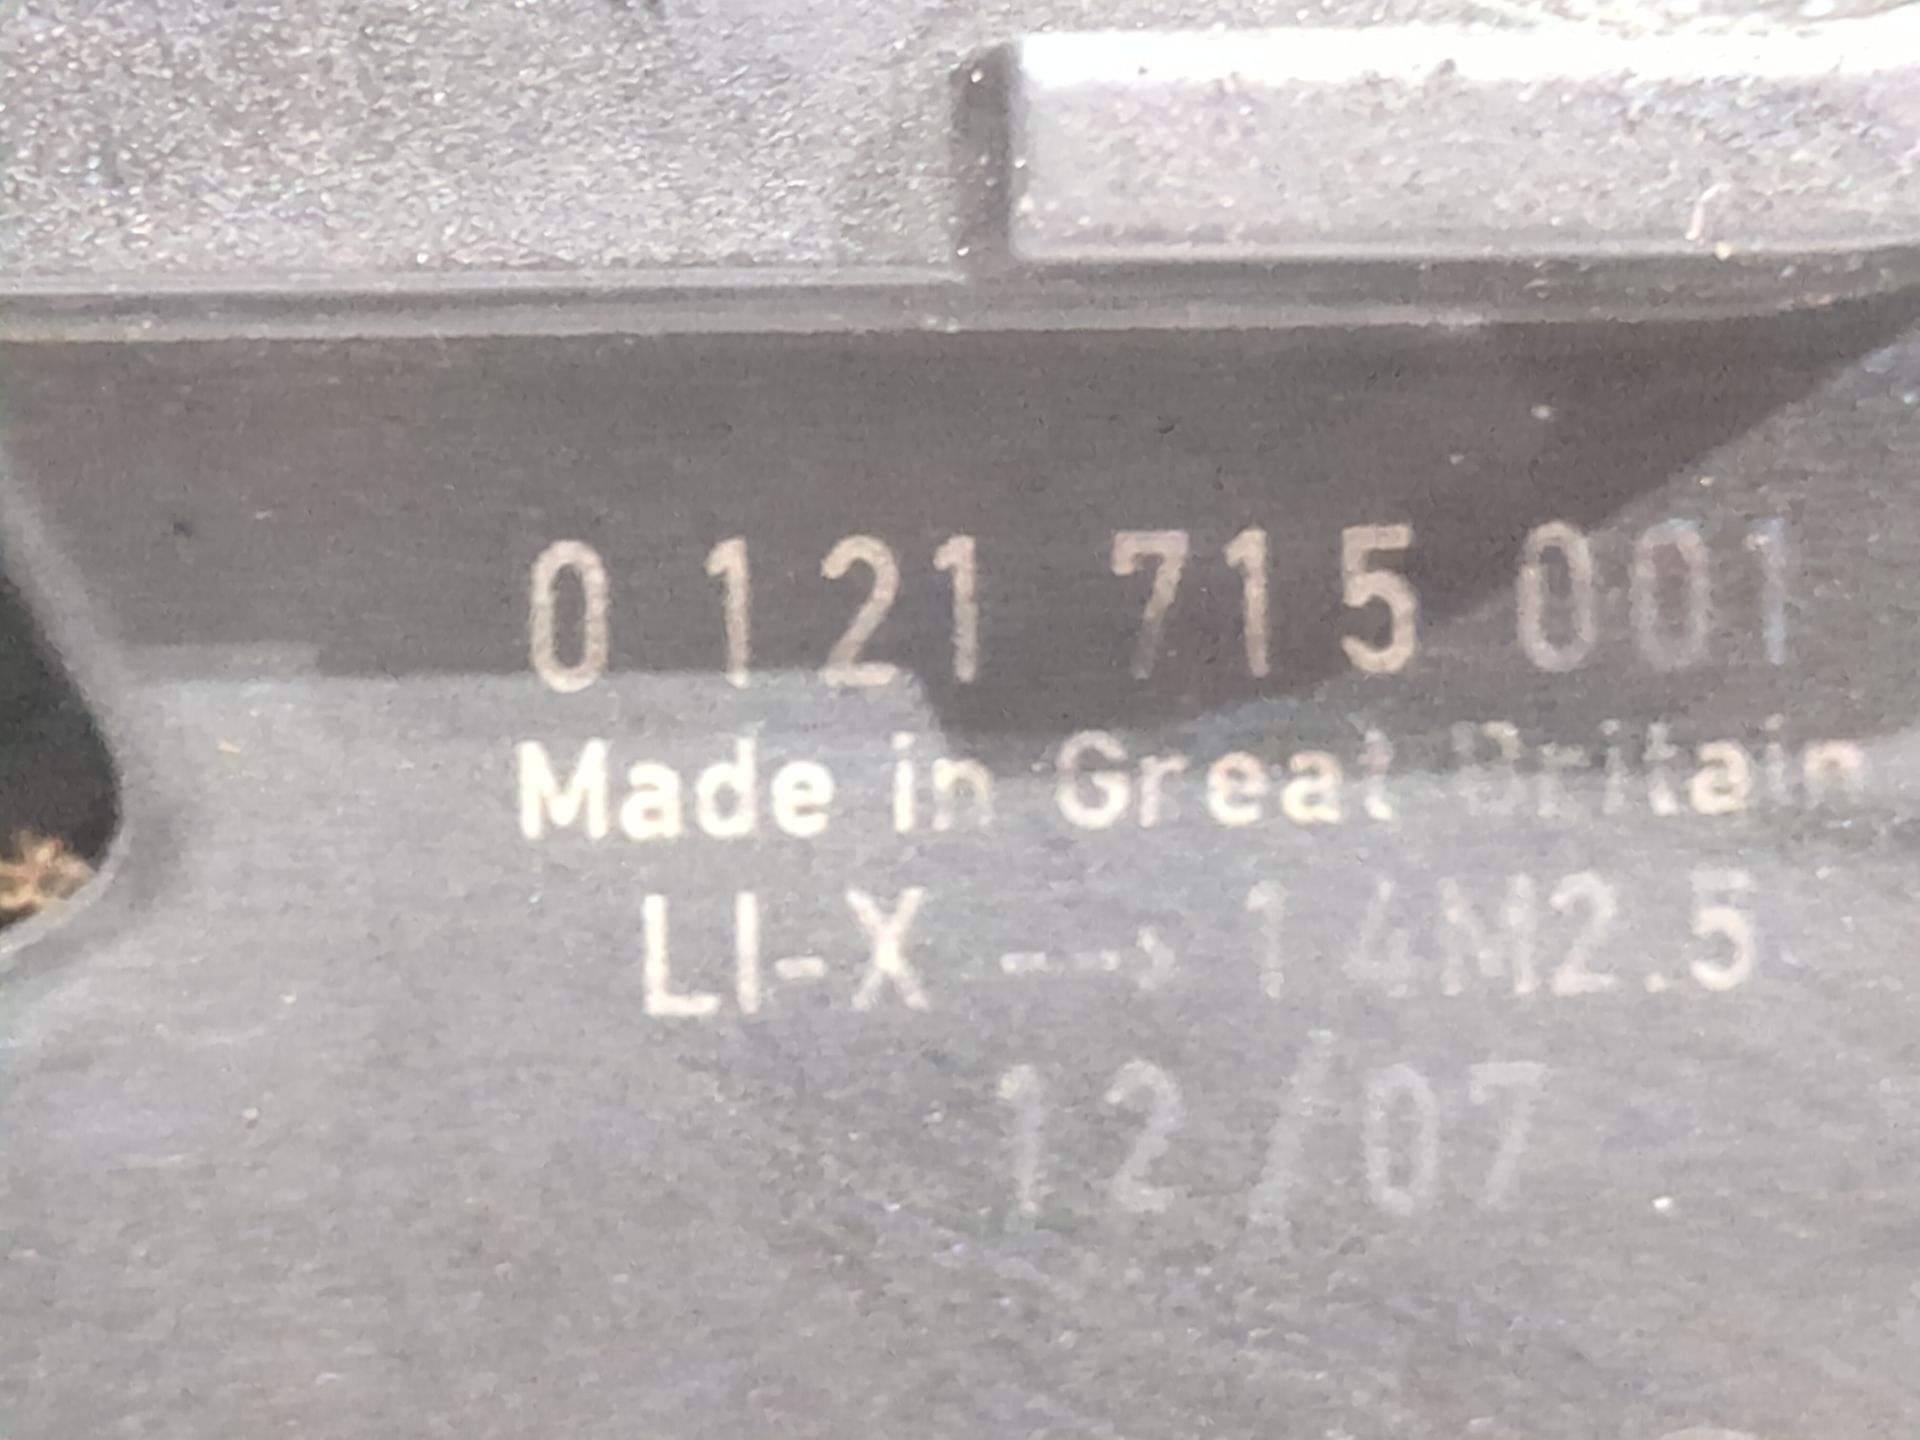 0 121 715 001
Made in Great Britain
LI-X --> 14M2.5
12/07